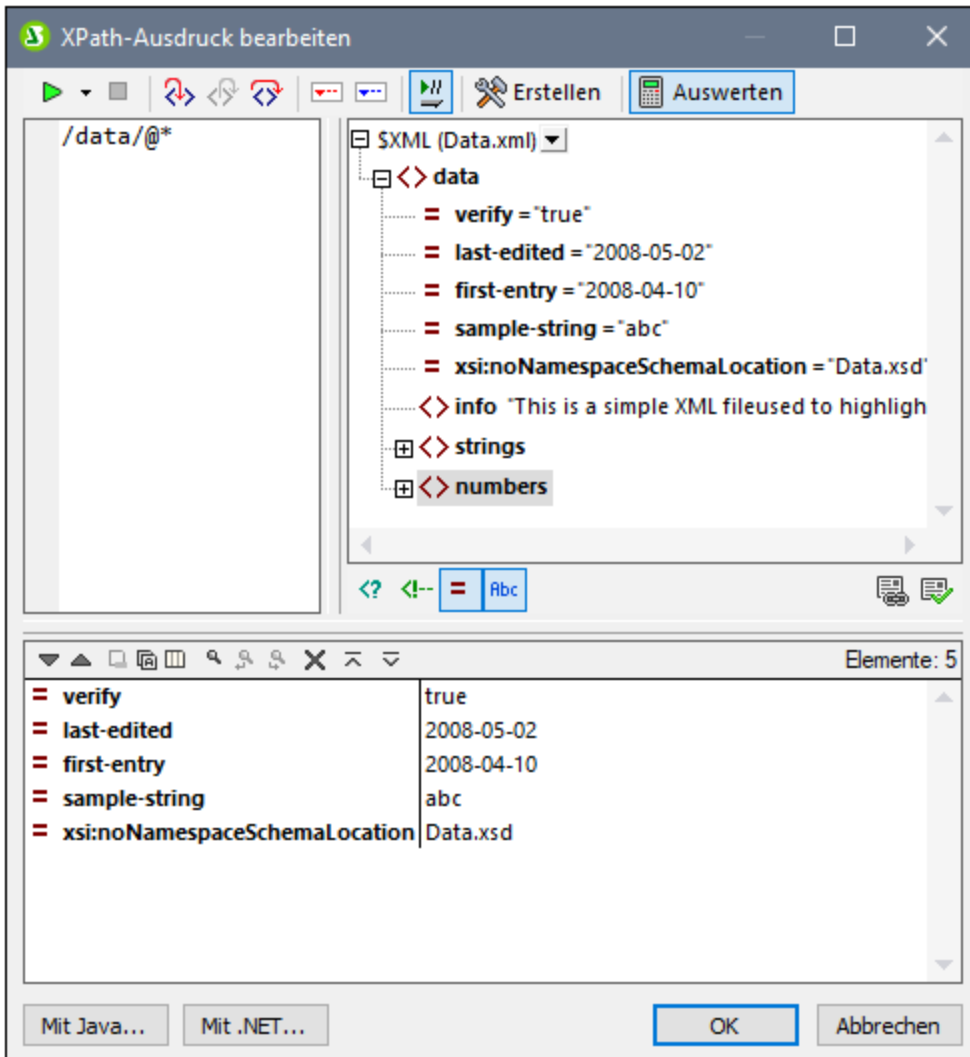 XPath-Ausdruck bearbeiten
Erstellen Auswerten
/data/@*
$XML (Data.xml)
<> data
= verify = "true"
= last-edited = "2008-05-02"
= first-entry = "2008-04-10"
= sample-string = "abc"
= xsi:noNamespaceSchemaLocation = "Data.xsd"
<> info "This is a simple XML fileused to highligh
<> strings
<> numbers
<? <!-- = Abc
Elemente: 5
= verify true
= last-edited 2008-05-02
= first-entry 2008-04-10
= sample-string abc
= xsi:noNamespaceSchemaLocation Data.xsd
Mit Java... Mit .NET... OK Abbrechen